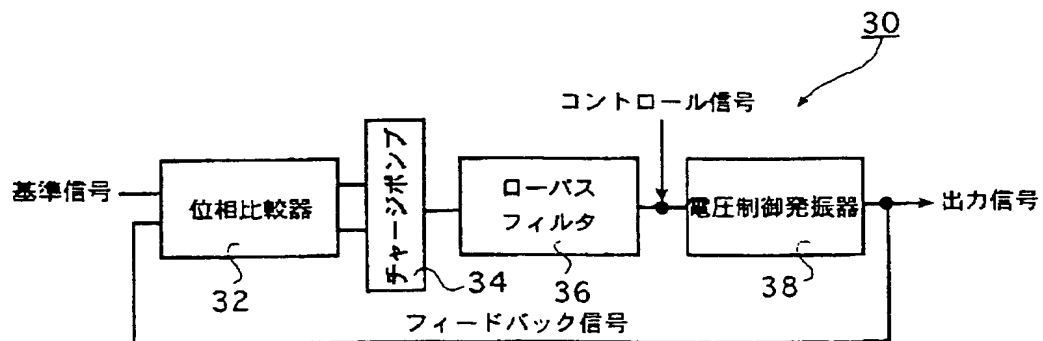 30
コントロール信号
基準信号
位相比較器
チャージポンプ
ローパス
フィルタ
電圧制御発振器
出力信号
32
34
36
38
フィードバック信号